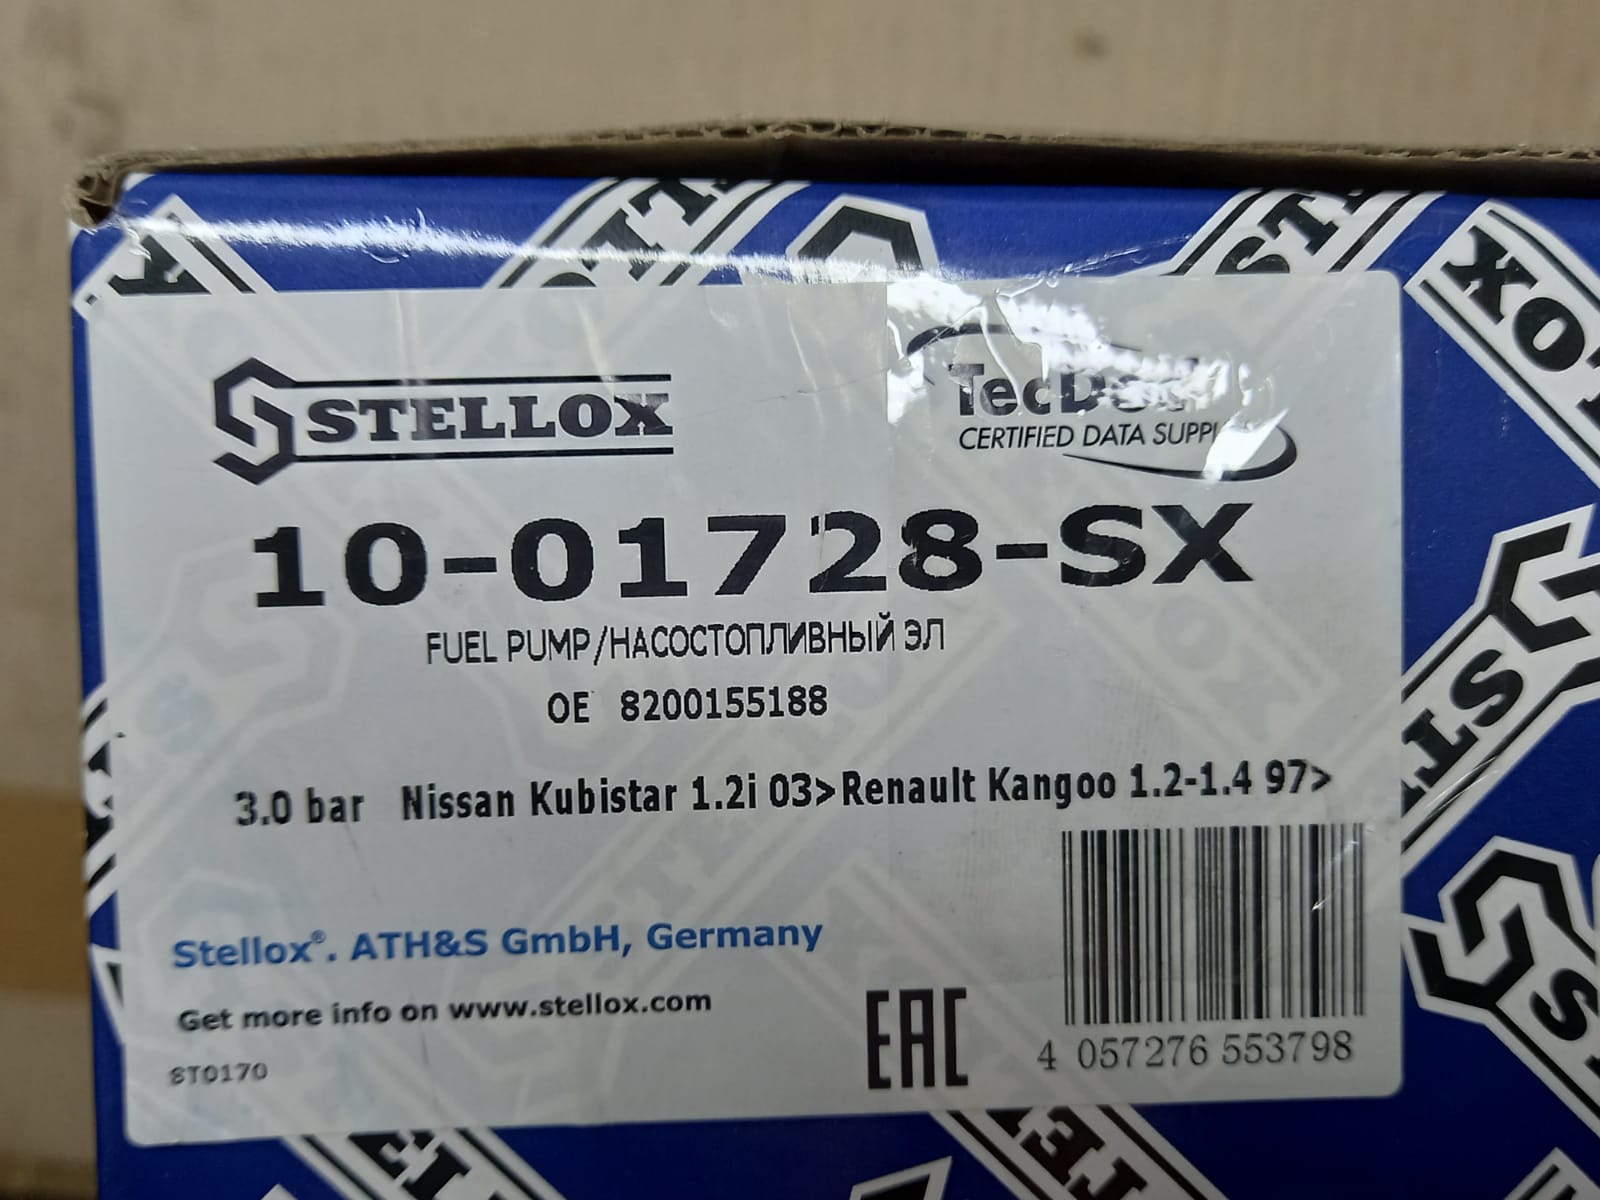 STELLOX
TecDoc
CERTIFIED DATA SUPPL
10-01728-SX
FUEL PUMP/НАСОСТОПЛИВНЫЙ ЭЛ
OE 8200155188
3.0 bar Nissan Kubistar 1.2i 03>Renault Kangoo 1.2-1.4 97>
Stellox®. ATH&S GmbH, Germany
Get more info on www.stellox.com
ST0170
EAC
4 057276 553798